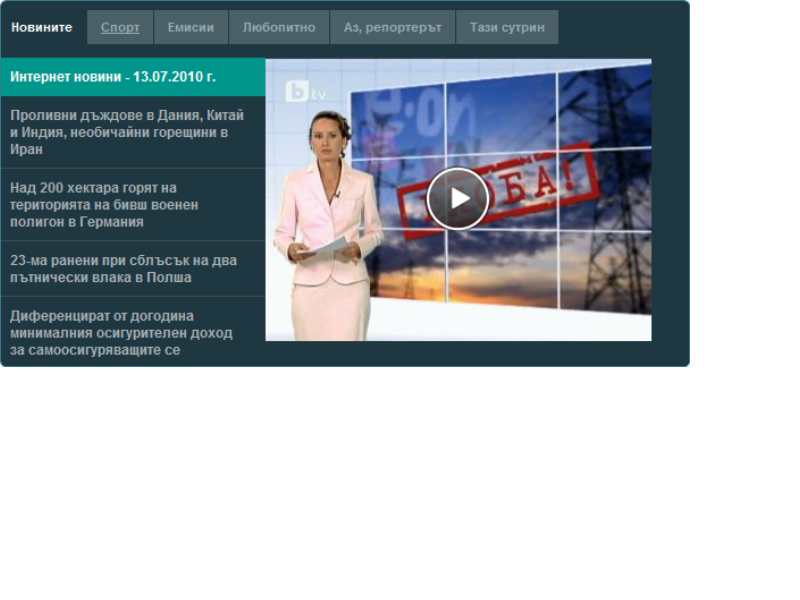 Новините
Спорт
Емисии
Любопитно
Аз, репортерът
Тази сутрин
Интернет новини - 13.07.2010 г.
Проливни дъждове в Дания, Китай
и Индия, необичайни горещини в
Иран
Над 200 хектара горят на
територията на бивш военен
полигон в Германия
23-ма ранени при сблъсък на два
пътнически влака в Полша
Диференцират от догодина
минималния осигурителен доход
за самоосигуряващите се
btv
e·on